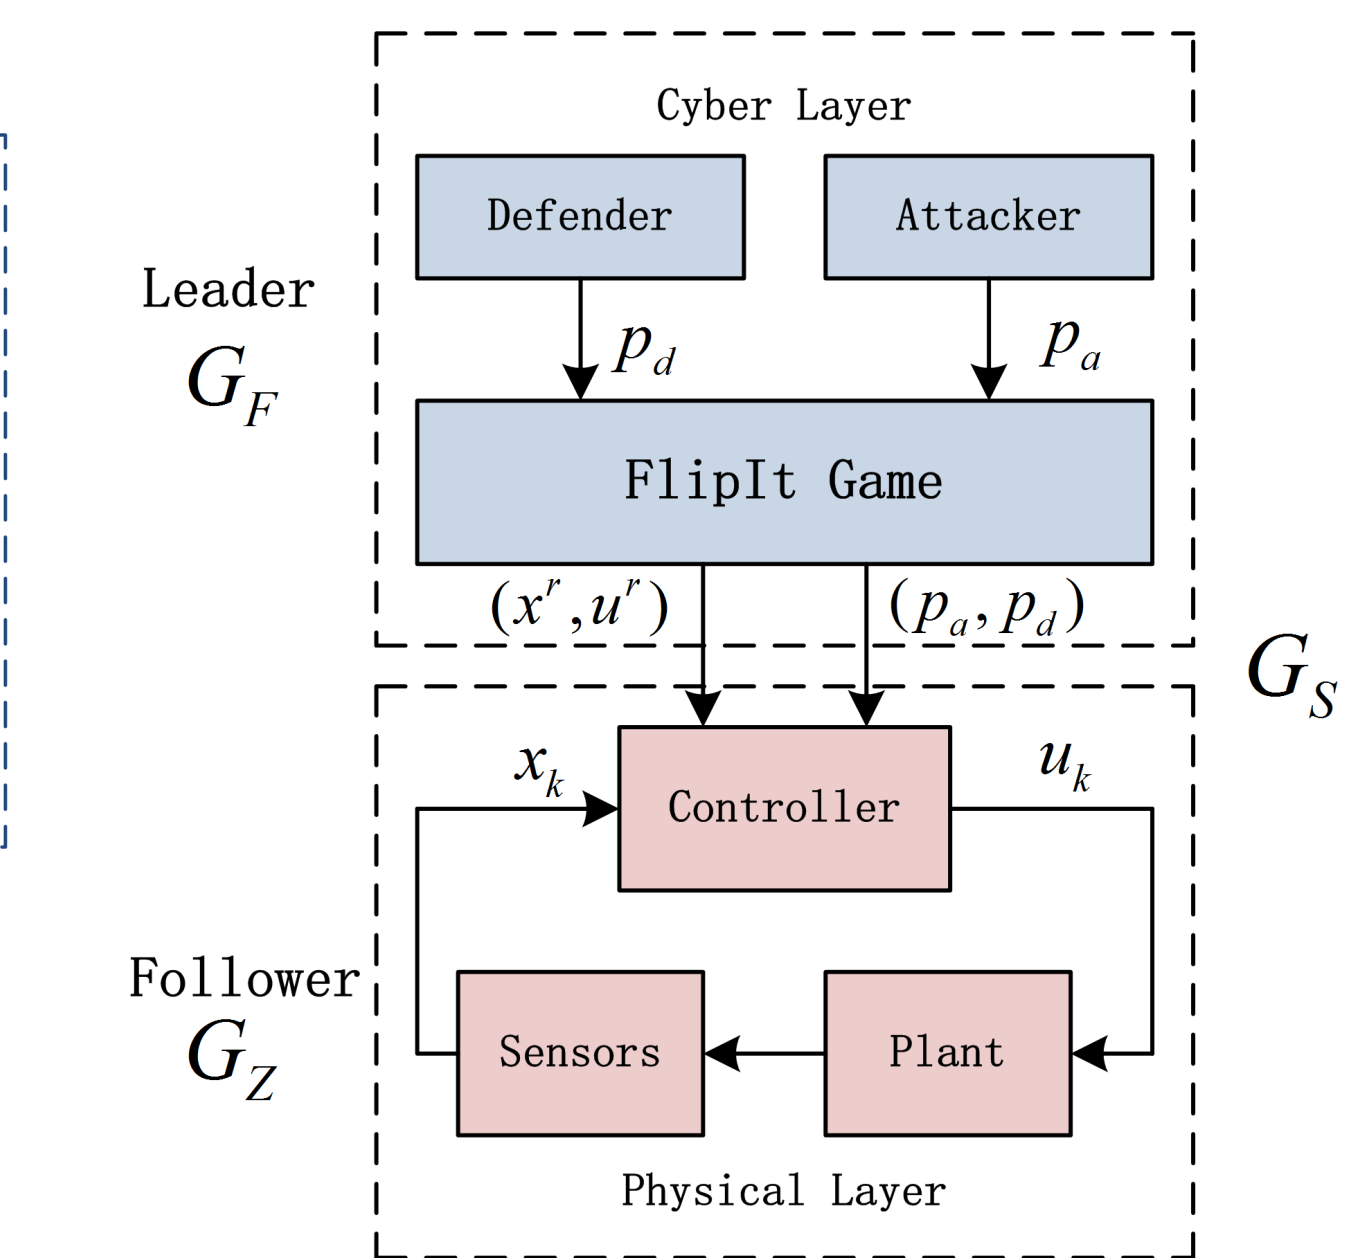 Cyber Layer
Defender
Attacker
Leader
G_F
p_d
p_a
FlipIt Game
(x^r, u^r)
(p_a, p_d)
G_S
x_k
u_k
Controller
Follower
G_Z
Sensors
Plant
Physical Layer